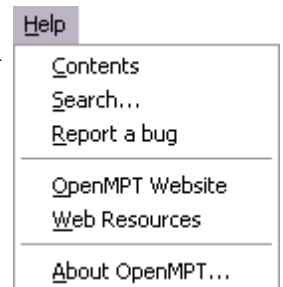 Help
Contents
Search...
Report a bug
OpenMPT Website
Web Resources
About OpenMPT...